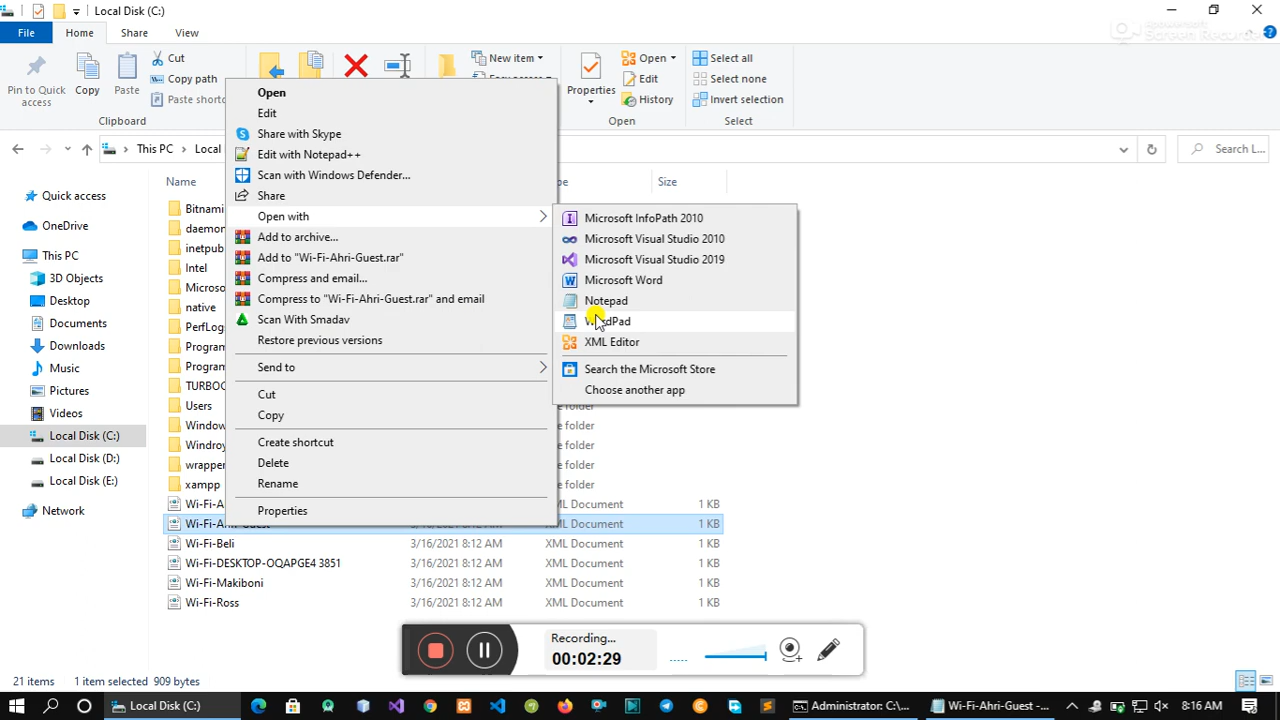 Local Disk (C:)
File
Home
Share
View
Pin to Quick
access
Copy
Paste
Cut
Copy path
New item
Properties
Open
Edit
History
Select all
Select none
Invert selection
Clipboard
Open
Select
This PC
Local
Search L...
Name
Size
Quick access
OneDrive
This PC
3D Objects
Desktop
Documents
Downloads
Music
Pictures
Videos
Local Disk (C:)
Local Disk (D:)
Local Disk (E:)
Network
Bitnami
inetpub
Intel
native
PerfLogs
Users
wrapper
xampp
Wi-Fi-Beli 3/16/2021 8:12 AM XML Document 1 KB
Wi-Fi-DESKTOP-OQAPGE4 3851 3/16/2021 8:12 AM XML Document 1 KB
Wi-Fi-Makiboni 3/16/2021 8:12 AM XML Document 1 KB
Wi-Fi-Ross 3/16/2021 8:12 AM XML Document 1 KB
Open
Edit
Share with Skype
Edit with Notepad++
Scan with Windows Defender...
Share
Open with
Add to archive...
Add to "Wi-Fi-Ahri-Guest.rar"
Compress and email...
Compress to "Wi-Fi-Ahri-Guest.rar" and email
Scan With Smadav
Restore previous versions
Send to
Cut
Copy
Create shortcut
Delete
Rename
Properties
Microsoft InfoPath 2010
Microsoft Visual Studio 2010
Microsoft Visual Studio 2019
Microsoft Word
Notepad
WordPad
XML Editor
Search the Microsoft Store
Choose another app
Recording...
00:02:29
21 items 1 item selected 909 bytes
Local Disk (C:)
Administrator: C:\...
Wi-Fi-Ahri-Guest -...
8:16 AM